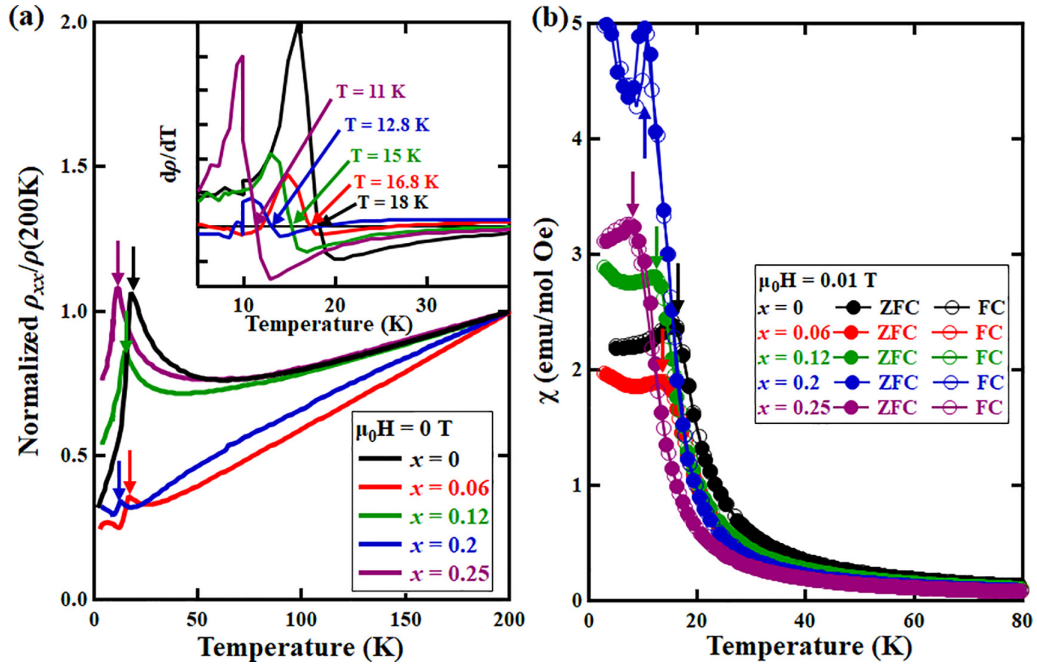 (a)
2.0
1.5
1.0
0.5
0.0
Normalized ρxx/ρ(200K)
0 50 100 150 200
Temperature (K)
dρ/dT
T = 11 K
T = 12.8 K
T = 15 K
T = 16.8 K
T = 18 K
10 20 30
Temperature (K)
μ0H = 0 T
x = 0
x = 0.06
x = 0.12
x = 0.2
x = 0.25
(b)
5
4
3
2
1
0
χ (emu/mol Oe)
0 20 40 60 80
Temperature (K)
μ0H = 0.01 T
x = 0 ZFC FC
x = 0.06 ZFC FC
x = 0.12 ZFC FC
x = 0.2 ZFC FC
x = 0.25 ZFC FC